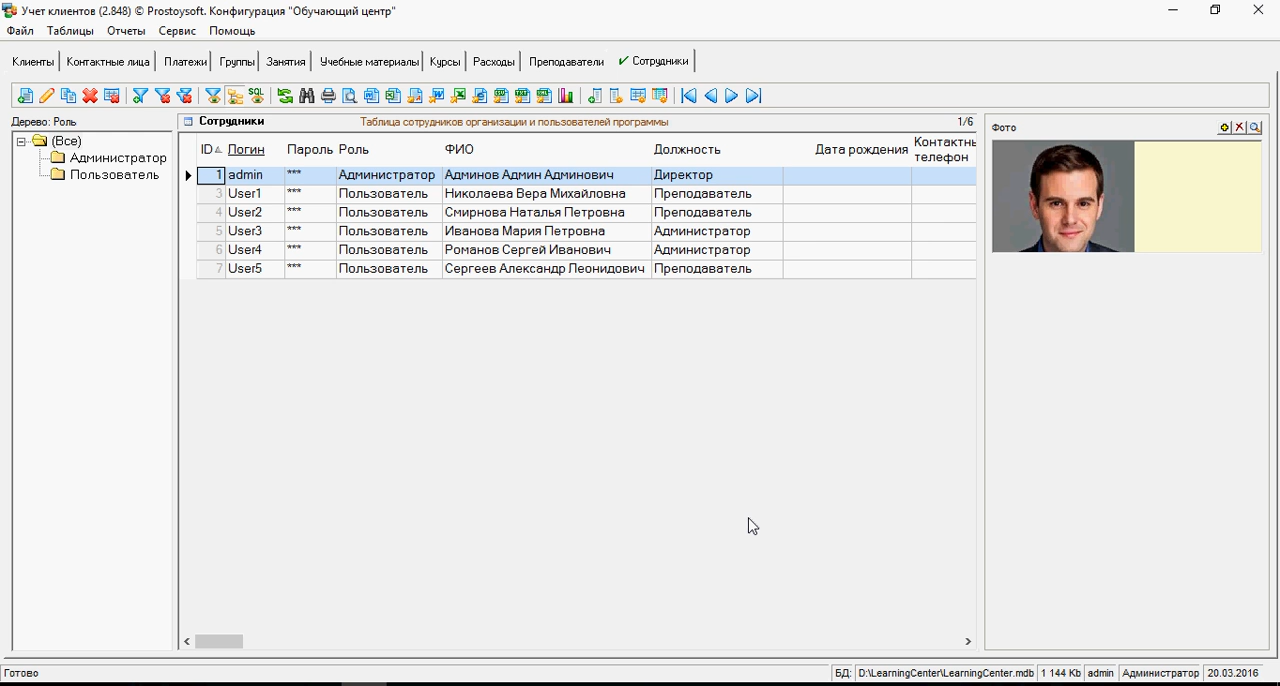 Учет клиентов (2.848) © Prostoysoft. Конфигурация "Обучающий центр"
Файл Таблицы Отчеты Сервис Помощь
Клиенты Контактные лица Платежи Группы Занятия Учебные материалы Курсы Расходы Преподаватели Сотрудники
SQL
Дерево: Роль
(Все)
Администратор
Пользователь
Сотрудники Таблица сотрудников организации и пользователей программы 1/6
ID Логин Пароль Роль ФИО Должность Дата рождения Контактнь телефон
1 admin *** Администратор Админов Админ Админович Директор
3 User1 *** Пользователь Николаева Вера Михайловна Преподаватель
4 User2 *** Пользователь Смирнова Наталья Петровна Преподаватель
5 User3 *** Пользователь Иванова Мария Петровна Администратор
6 User4 *** Пользователь Романов Сергей Иванович Администратор
7 User5 *** Пользователь Сергеев Александр Леонидович Преподаватель
Фото
Готово БД: D:\LearningCenter\LearningCenter.mdb 1 144 Kb admin Администратор 20.03.2016